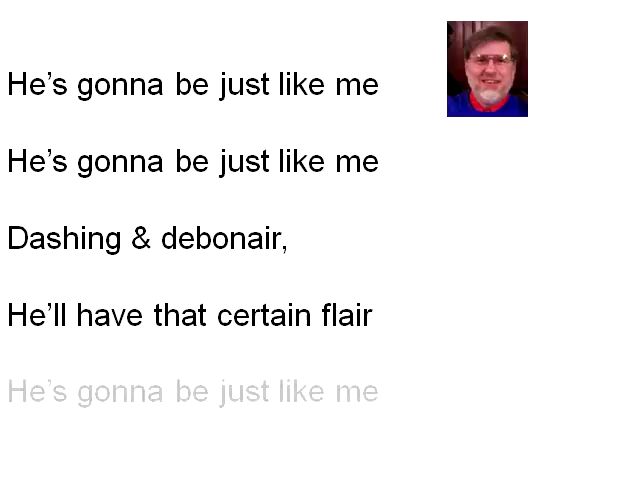 He’s gonna be just like me
He’s gonna be just like me
Dashing & debonair,
He’ll have that certain flair
He’s gonna be just like me